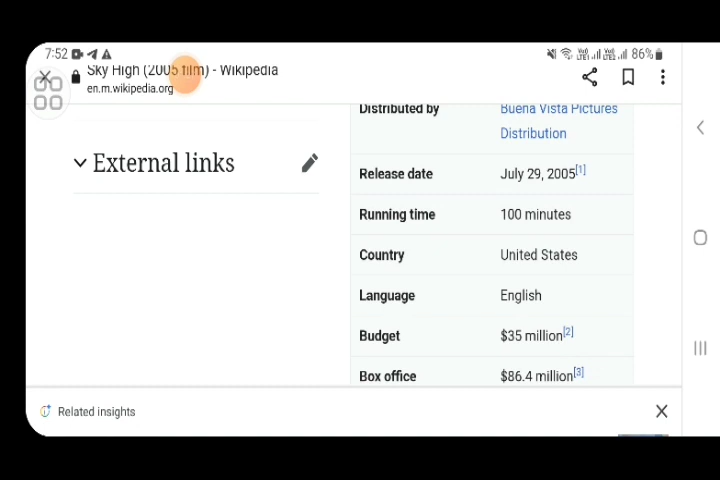 7:52
86%
Sky High (2005 film) - Wikipedia
en.m.wikipedia.org
Distributed by Buena Vista Pictures
Distribution
External links
Release date July 29, 2005[1]
Running time 100 minutes
Country United States
Language English
Budget $35 million[2]
Box office $86.4 million[3]
Related insights